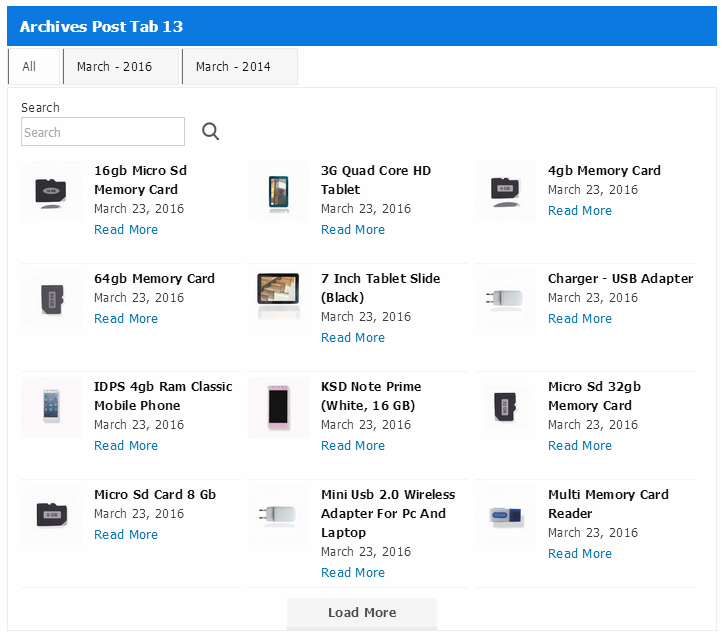 Archives Post Tab 13
All
March - 2016
March - 2014
Search
Search
16gb Micro Sd
Memory Card
March 23, 2016
Read More
3G Quad Core HD
Tablet
March 23, 2016
Read More
4gb Memory Card
March 23, 2016
Read More
64gb Memory Card
March 23, 2016
Read More
7 Inch Tablet Slide
(Black)
March 23, 2016
Read More
Charger - USB Adapter
March 23, 2016
Read More
IDPS 4gb Ram Classic
Mobile Phone
March 23, 2016
Read More
KSD Note Prime
(White, 16 GB)
March 23, 2016
Read More
Micro Sd 32gb
Memory Card
March 23, 2016
Read More
Micro Sd Card 8 Gb
March 23, 2016
Read More
Mini Usb 2.0 Wireless
Adapter For Pc And
Laptop
March 23, 2016
Read More
Multi Memory Card
Reader
March 23, 2016
Read More
Load More